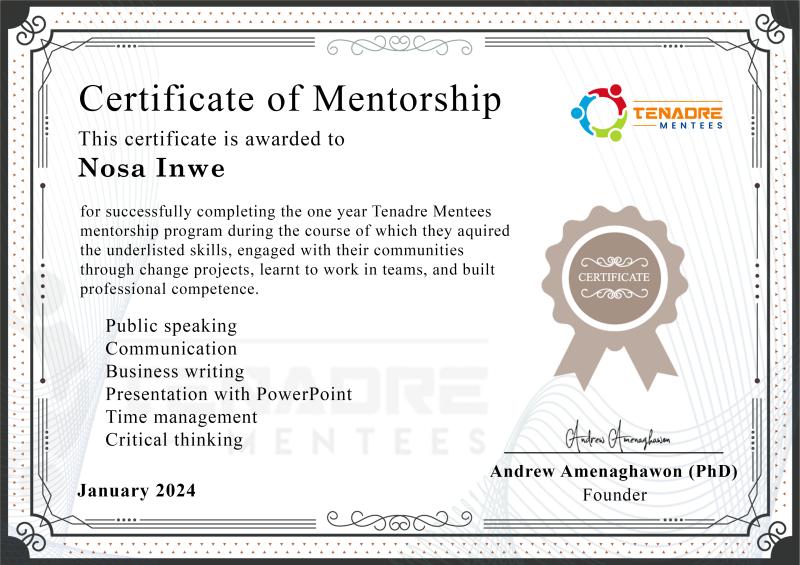 Certificate of Mentorship
TENADRE
MENTEES
This certificate is awarded to
Nosa Inwe
for successfully completing the one year Tenadre Mentees
mentorship program during the course of which they aquired
the underlisted skills, engaged with their communities
through change projects, learnt to work in teams, and built
professional competence.
CERTIFICATE
Public speaking
Communication
Business writing
Presentation with PowerPoint
Time management
Critical thinking
TENADRE
MENTEES
Andrew Amenaghawon
Andrew Amenaghawon (PhD)
Founder
January 2024